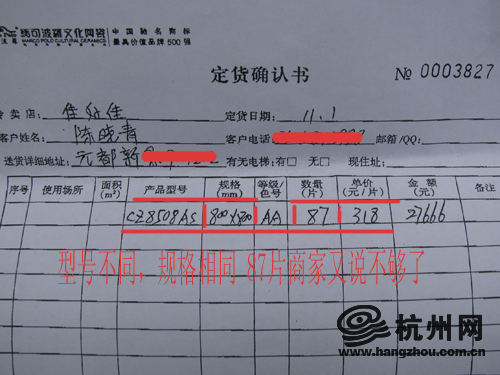 马可波罗文化陶瓷 中国驰名商标
MARCO POLO CULTURAL CERAMICS 最具价值品牌500强
定货确认书 No 0003827
专卖店: 佳佳 定货日期: 11.1
客户姓名: 陈晓青 客户电话 邮箱/QQ:
送货详细地址: 元都新 有无电梯: 有□ 无□ 现住址:
序号 使用场所 面积(m²) 产品型号 规格(mm) 等级/色号 数量(片) 单价(元/片) 金额(元) 备注
CZ8508AS 800x800 AA 87 318 27666
型号不同,规格相同 87片商家又说不够了
杭州网
www.hangzhou.com.cn